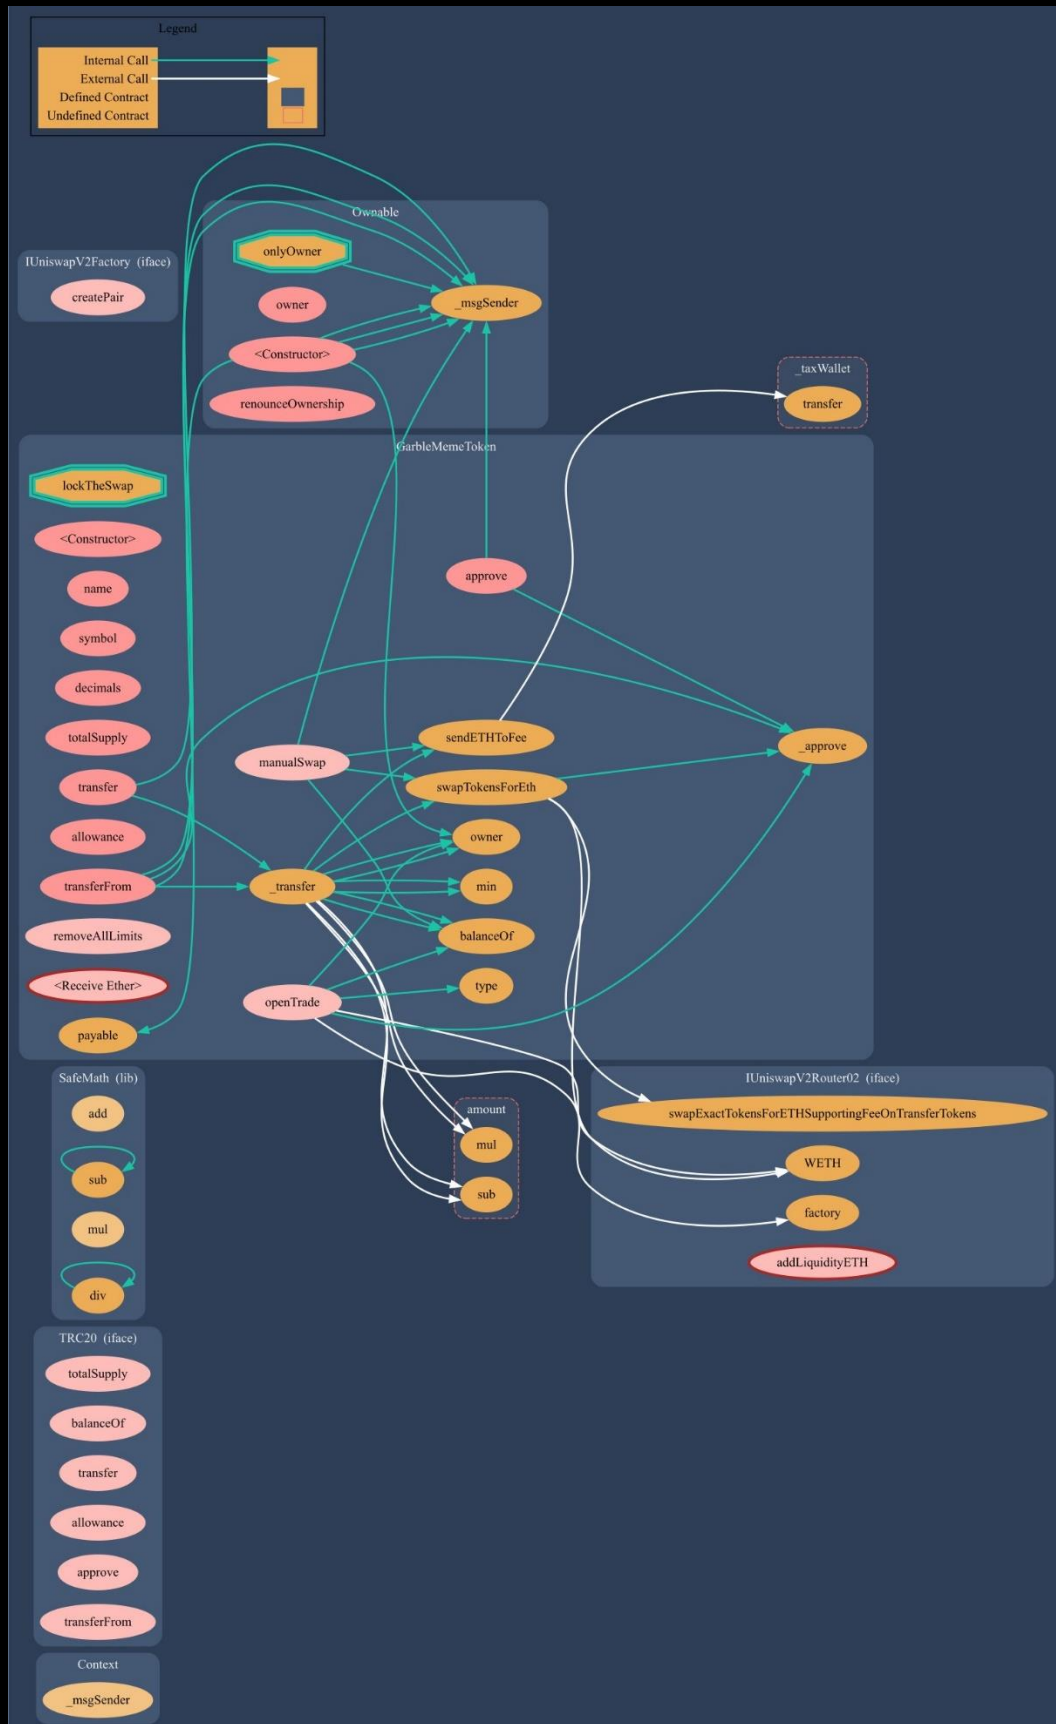 Legend
Internal Call
External Call
Defined Contract
Undefined Contract
Ownable
onlyOwner
owner
_msgSender
<Constructor>
renounceOwnership
IUniswapV2Factory  (iface)
createPair
_taxWallet
transfer
GarbleMemeToken
lockTheSwap
<Constructor>
name
symbol
decimals
totalSupply
transfer
allowance
transferFrom
removeAllLimits
<Receive Ether>
payable
approve
sendETHToFee
manualSwap
swapTokensForEth
_approve
owner
_transfer
min
balanceOf
type
openTrade
SafeMath  (lib)
add
sub
mul
div
amount
mul
sub
IUniswapV2Router02  (iface)
swapExactTokensForETHSupportingFeeOnTransferTokens
WETH
factory
addLiquidityETH
TRC20  (iface)
totalSupply
balanceOf
transfer
allowance
approve
transferFrom
Context
_msgSender